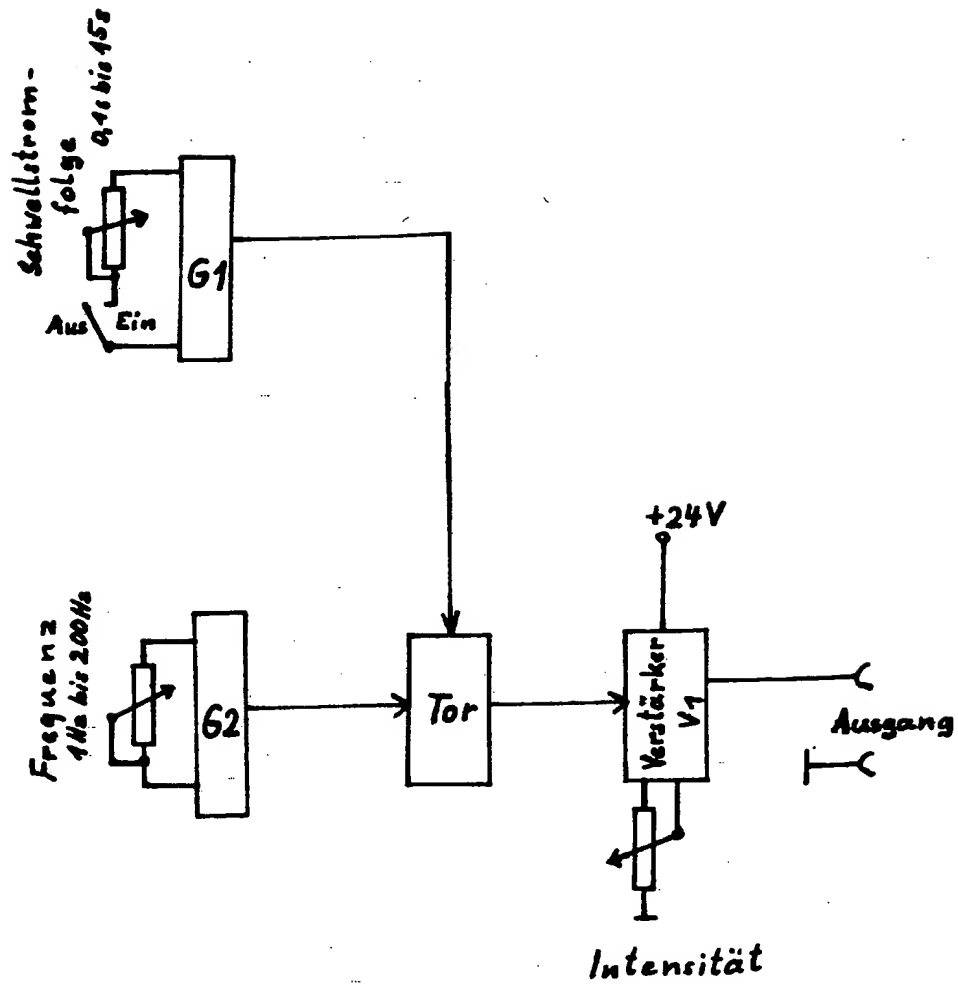 Schwellstrom-
folge
0,1s bis 15s
G1
Aus
Ein
+24V
Frequenz
1Hz bis 200Hz
G2
Tor
Verstärker
V1
Ausgang
Intensität